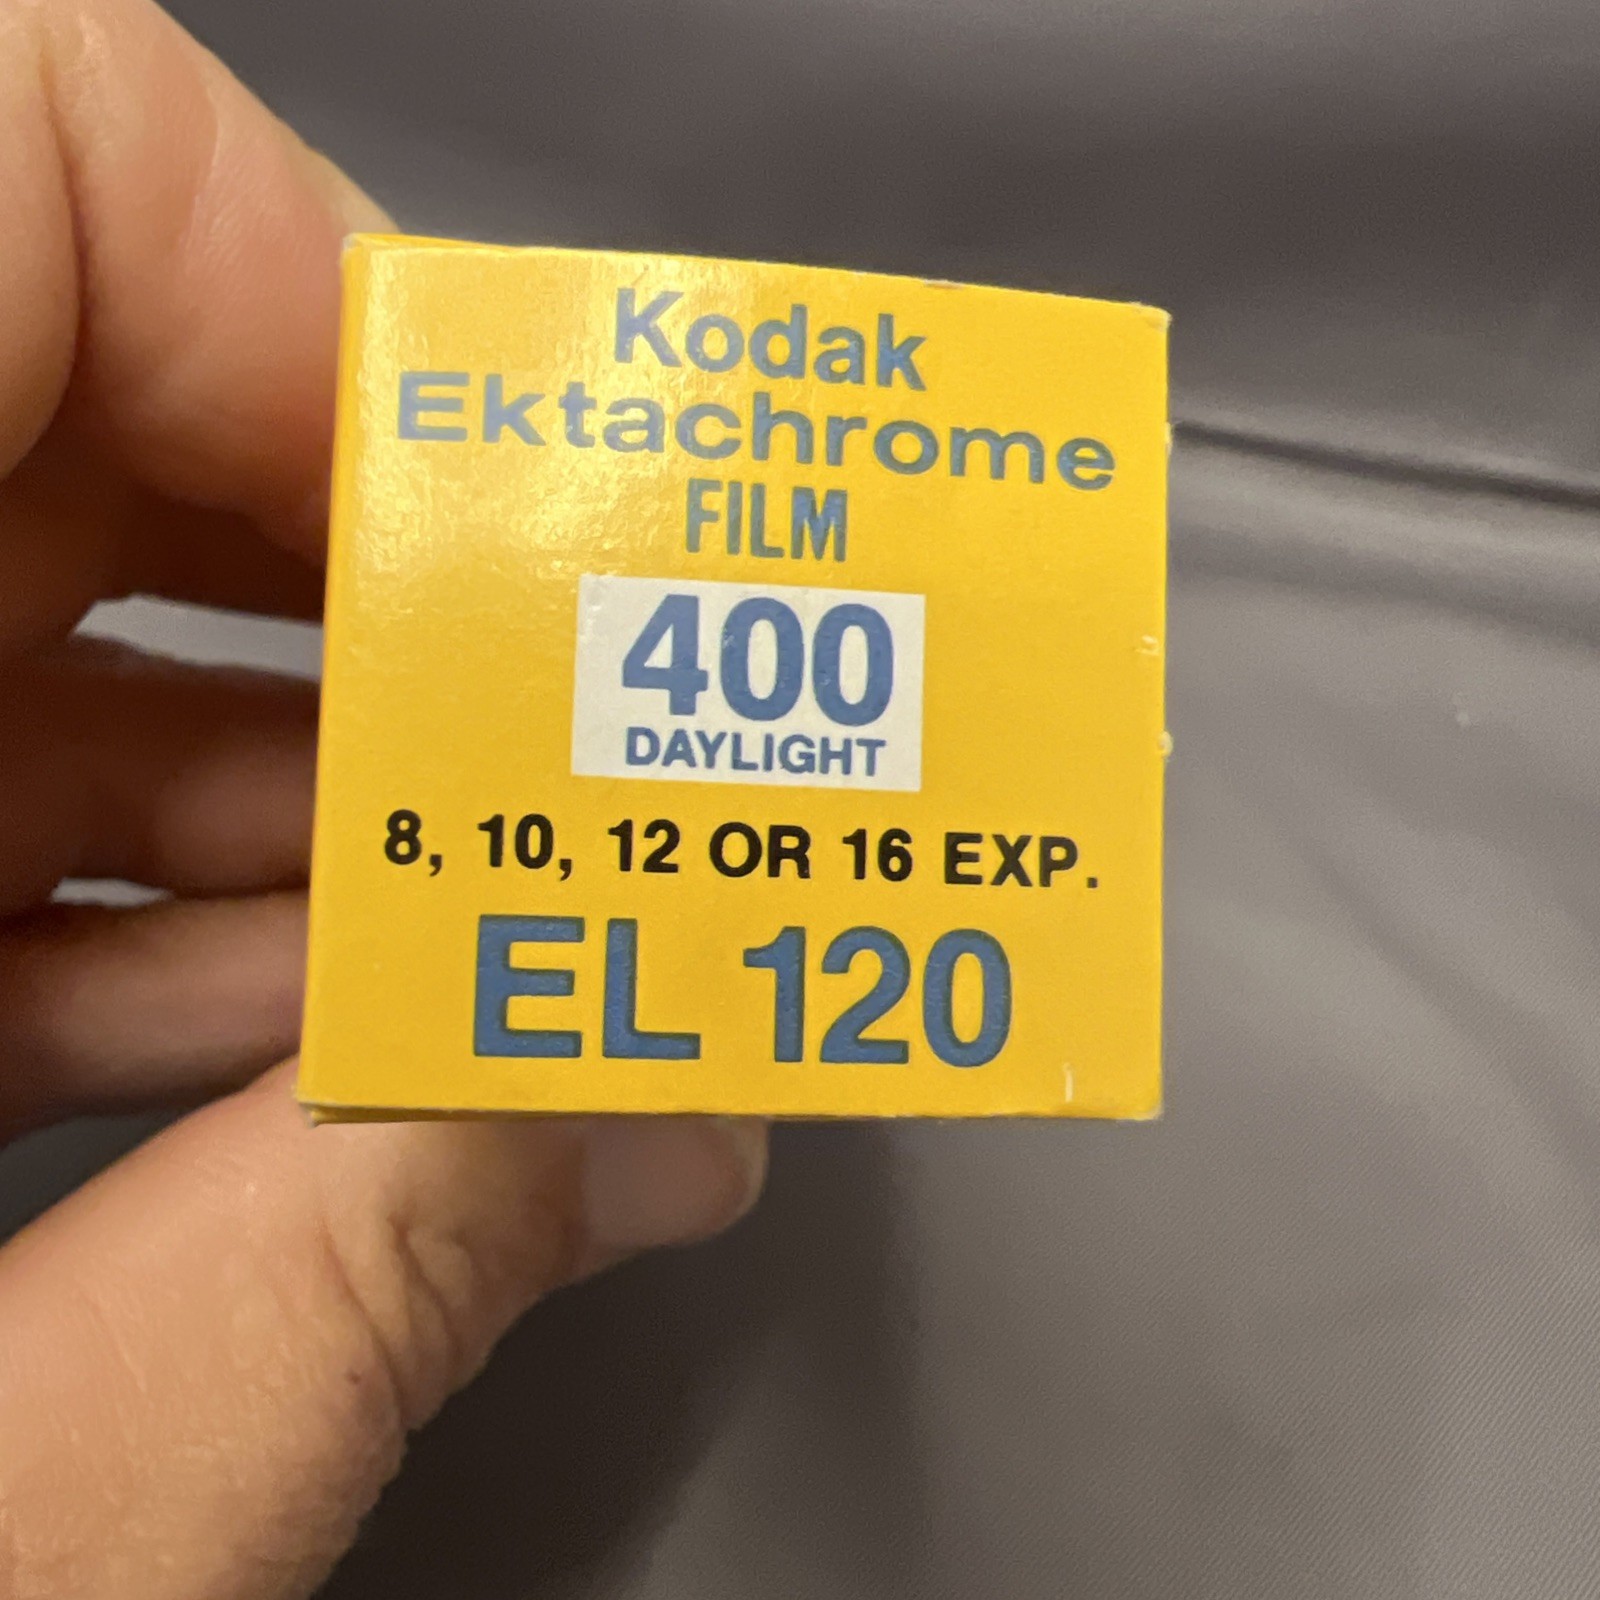 Kodak
Ektachrome
FILM
400
DAYLIGHT
8, 10, 12 OR 16 EXP.
EL 120